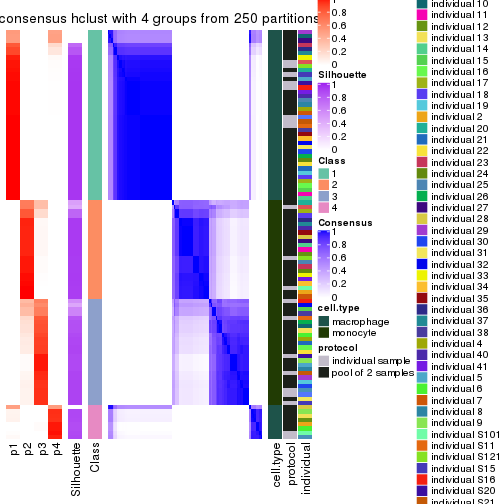 consensus hclust with 4 groups from 250 partitions
0.8
0.6
0.4
0.2
0
Silhouette
1
0.8
0.6
0.4
0.2
0
Class
1
2
3
4
Consensus
1
0.8
0.6
0.4
0.2
0
cell.type
macrophage
monocyte
protocol
individual sample
pool of 2 samples
individual 10
individual 11
individual 12
individual 13
individual 14
individual 15
individual 16
individual 17
individual 18
individual 19
individual 2
individual 20
individual 21
individual 22
individual 23
individual 24
individual 25
individual 26
individual 27
individual 28
individual 29
individual 30
individual 31
individual 32
individual 33
individual 34
individual 35
individual 36
individual 37
individual 38
individual 4
individual 40
individual 41
individual 5
individual 6
individual 7
individual 8
individual 9
individual S101
individual S11
individual S121
individual S15
individual S16
individual S20
individual S21
p1
p2
p3
p4
Silhouette
Class
cell.type
protocol
individual